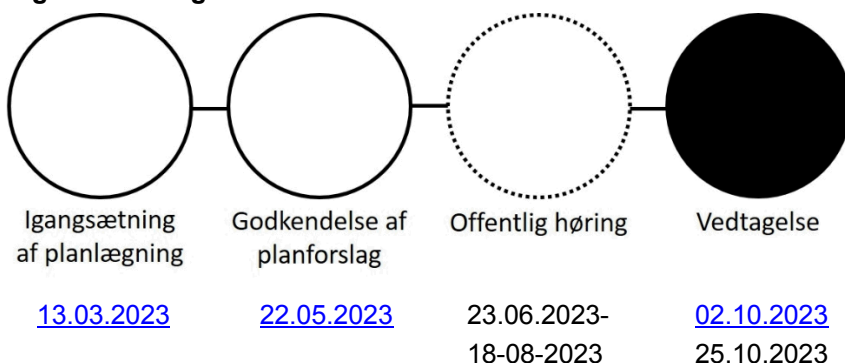 Igangsætning
af planlægning
Godkendelse af
planforslag
Offentlig høring
Vedtagelse
13.03.2023
22.05.2023
23.06.2023-
18-08-2023
02.10.2023
25.10.2023